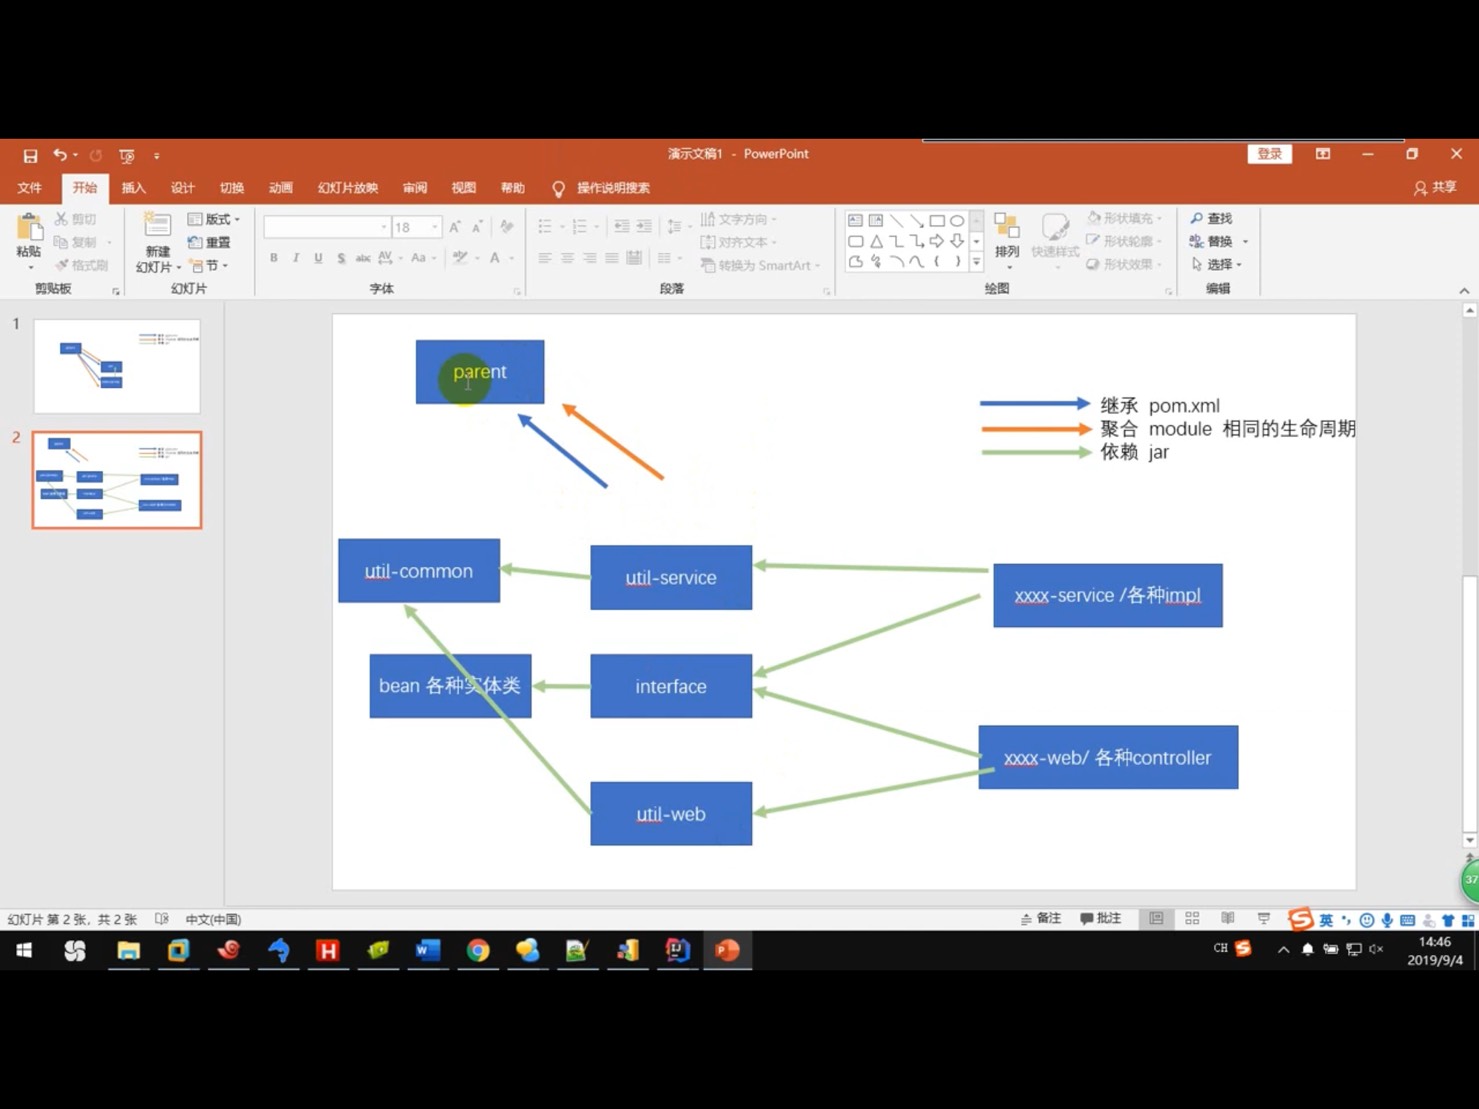 演示文稿1 - PowerPoint
登录
文件 开始 插入 设计 切换 动画 幻灯片放映 审阅 视图 帮助 操作说明搜索 共享
粘贴
剪切
复制
格式刷
剪贴板
新建
幻灯片
版式
重置
节
幻灯片
18
B I U S abc AV Aa A
字体
文字方向
对齐文本
转换为 SmartArt
段落
排列
快速样式
形状填充
形状轮廓
形状效果
绘图
查找
替换
选择
编辑
1
2
parent
继承 pom.xml
聚合 module 相同的生命周期
依赖 jar
util-common
util-service
xxxx-service /各种impl
bean 各种实体类
interface
xxxx-web/ 各种controller
util-web
37
幻灯片 第 2 张，共 2 张
中文(中国)
备注
批注
英
CH
14:46
2019/9/4